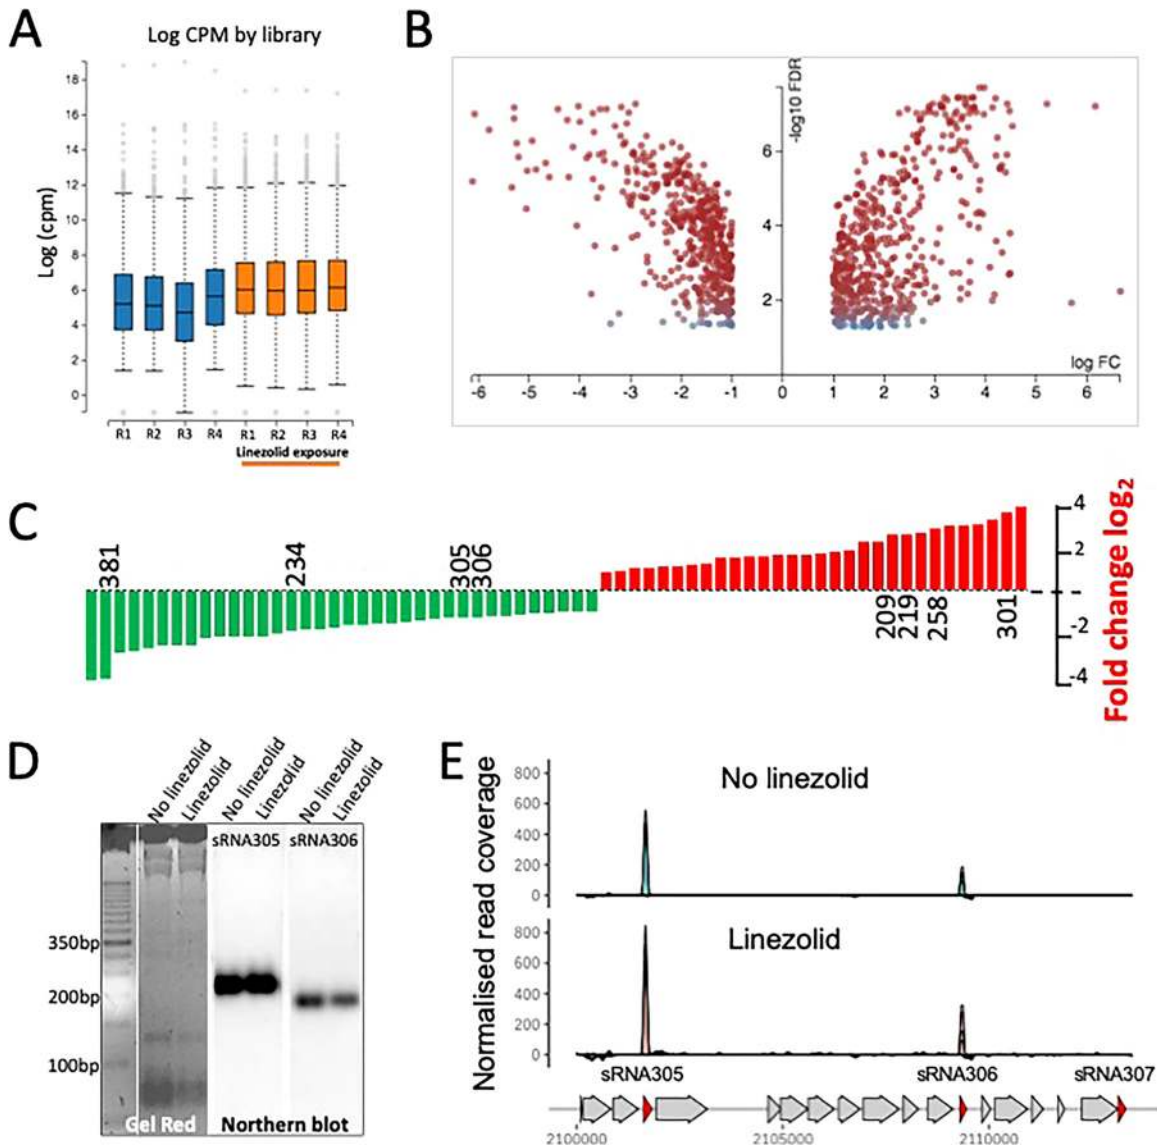 A
Log CPM by library
Log (cpm)
18
16
14
12
8
6
4
2
0
R1 R2 R3 R4 R1 R2 R3 R4
Linezolid exposure
B
-log10 FDR
6
4
2
log FC
-6 -5 -4 -3 -2 -1 0 1 2 3 4 5 6
C
381 234 305 306
209 219 258 301
4
2
-2
-4
Fold change log2
D
No linezolid Linezolid No linezolid Linezolid No linezolid Linezolid
sRNA305 sRNA306
350bp
200bp
100bp
Gel Red Northern blot
E
Normalised read coverage
No linezolid
800
600
400
200
0
Linezolid
800
600
400
200
0
sRNA305 sRNA306 sRNA307
2100000 2105000 2110000